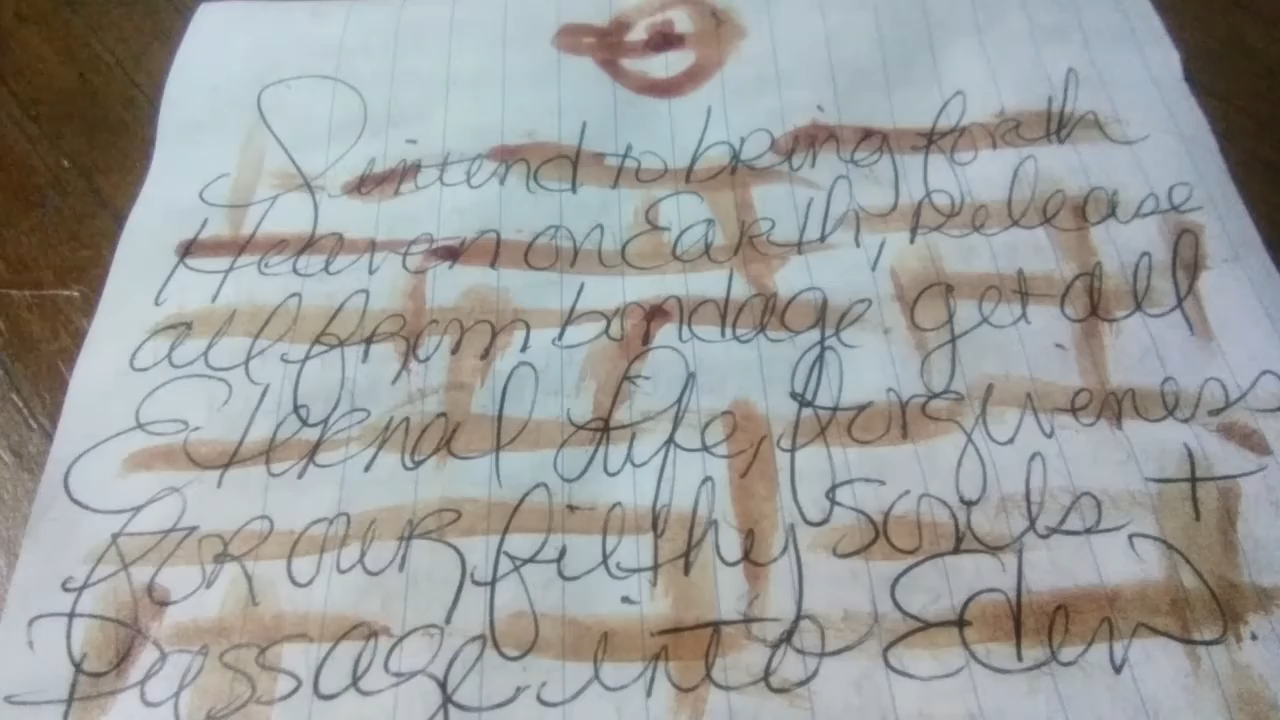 I intend to bring forth
Heaven on Earth, Release
all from bondage, get all
Eternal life, forgiveness
for our filthy souls +
Passage into Eden